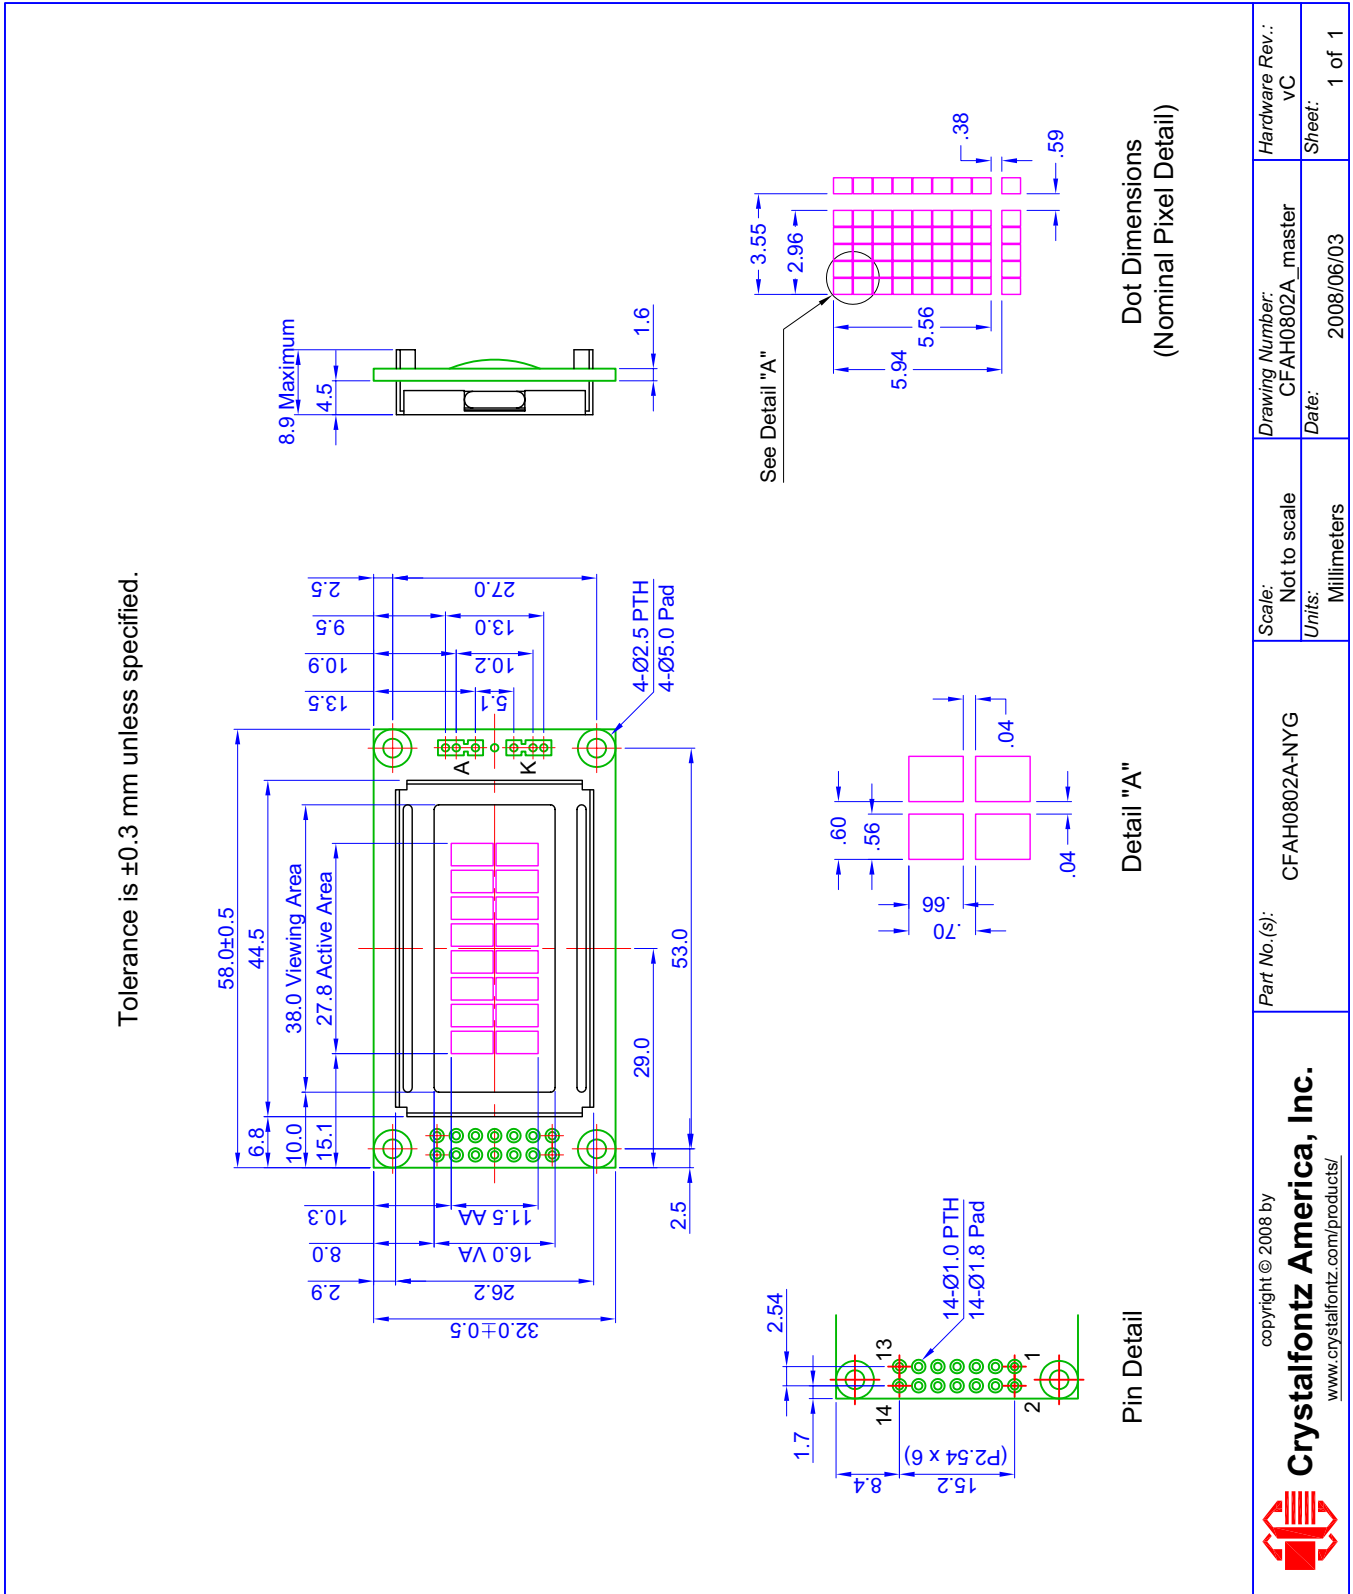 Tolerance is ±0.3 mm unless specified.
58.0±0.5
44.5
6.8
38.0 Viewing Area
10.0
27.8 Active Area
15.1
2.5
27.0
9.5
13.0
10.9
10.2
13.5
5.1
4-Ø2.5 PTH
4-Ø5.0 Pad
A
K
10.3
11.5 AA
8.0
16.0 VA
2.9
26.2
32.0±0.5
29.0
53.0
2.5
8.9 Maximum
4.5
1.6
14-Ø1.0 PTH
14-Ø1.8 Pad
2.54
1.7
13
1
14
2
8.4
15.2
(P2.54 x 6)
Pin Detail
.60
.56
.66
.70
.04
.04
Detail "A"
See Detail "A"
3.55
2.96
5.56
5.94
.38
.59
Dot Dimensions
(Nominal Pixel Detail)
copyright © 2008 by
Crystalfontz America, Inc.
www.crystalfontz.com/products/
Part No.(s):
CFAH0802A-NYG
Scale:
Not to scale
Units:
Millimeters
Drawing Number:
CFAH0802A_master
Date:
2008/06/03
Hardware Rev.:
vC
Sheet:
1 of 1